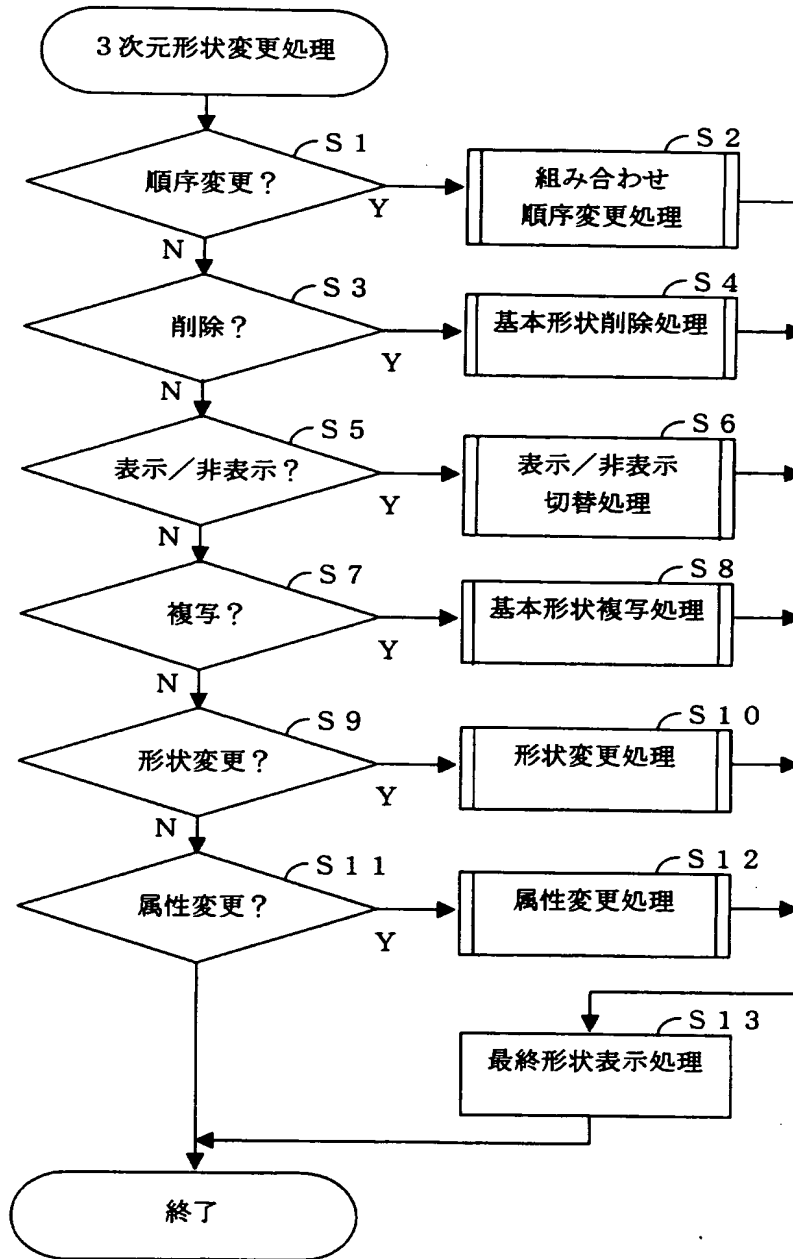 ３次元形状変更処理
Ｓ１
順序変更？
Ｙ
Ｎ
Ｓ２
組み合わせ
順序変更処理
Ｓ３
削除？
Ｙ
Ｎ
Ｓ４
基本形状削除処理
Ｓ５
表示／非表示？
Ｙ
Ｎ
Ｓ６
表示／非表示
切替処理
Ｓ７
複写？
Ｙ
Ｎ
Ｓ８
基本形状複写処理
Ｓ９
形状変更？
Ｙ
Ｎ
Ｓ１０
形状変更処理
Ｓ１１
属性変更？
Ｙ
Ｓ１２
属性変更処理
Ｓ１３
最終形状表示処理
終了